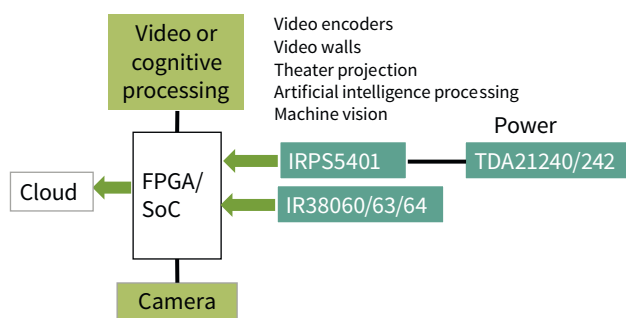 Video or
cognitive
processing
Video encoders
Video walls
Theater projection
Artificial intelligence processing
Machine vision
Power
IRPS5401
TDA21240/242
Cloud
FPGA/
SoC
IR38060/63/64
Camera